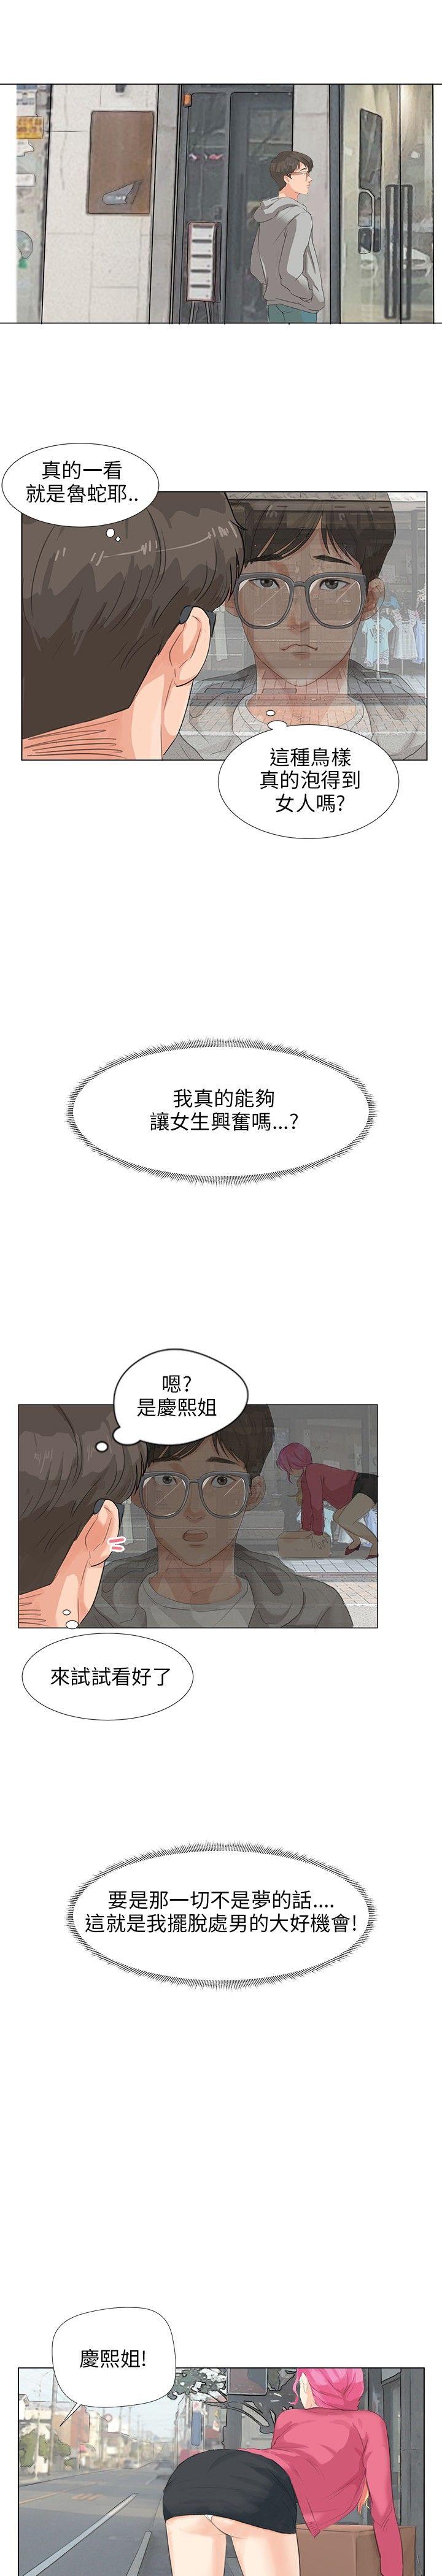 真的一看
就是魯蛇耶..
這種鳥樣
真的泡得到
女人嗎?
我真的能夠
讓女生興奮嗎...?
嗯?
是慶熙姐
來試試看好了
要是那一切不是夢的話....
這就是我擺脫處男的大好機會!
慶熙姐!